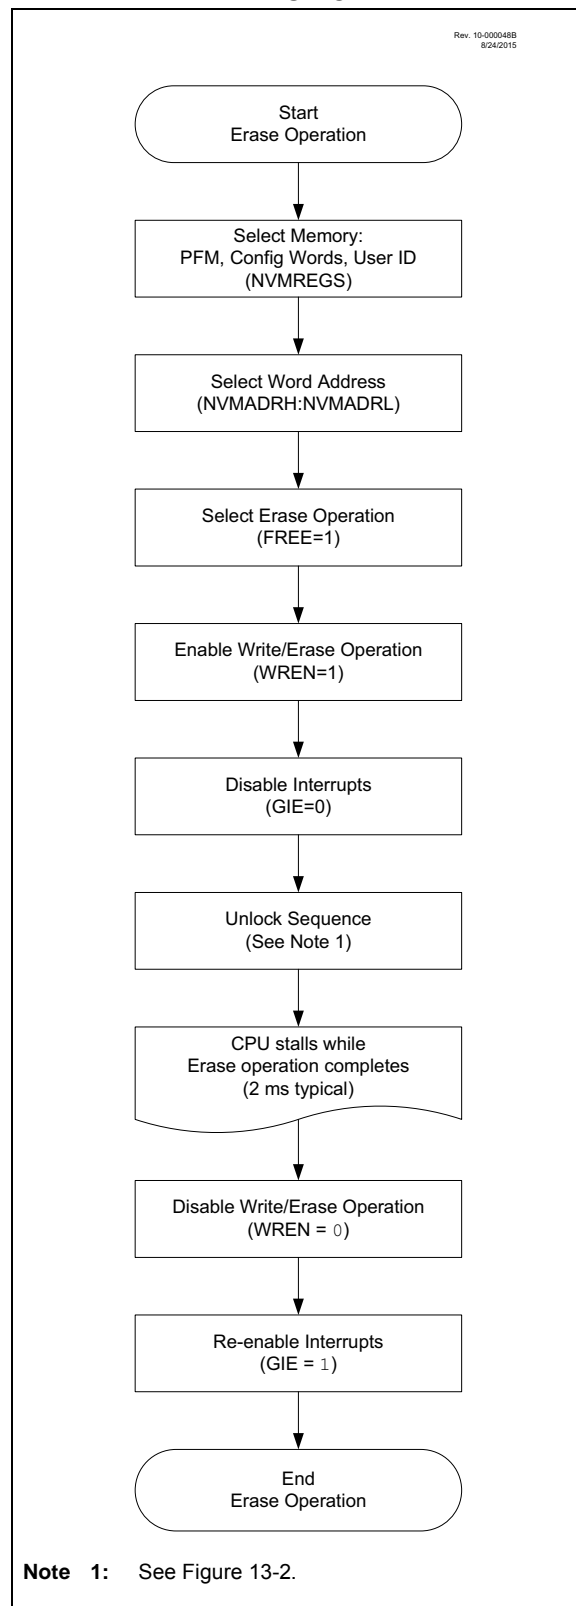 Rev. 10-000048B
8/24/2015
Start
Erase Operation
Select Memory:
PFM, Config Words, User ID
(NVMREGS)
Select Word Address
(NVMADRH:NVMADRL)
Select Erase Operation
(FREE=1)
Enable Write/Erase Operation
(WREN=1)
Disable Interrupts
(GIE=0)
Unlock Sequence
(See Note 1)
CPU stalls while
Erase operation completes
(2 ms typical)
Disable Write/Erase Operation
(WREN = 0)
Re-enable Interrupts
(GIE = 1)
End
Erase Operation
Note 1: See Figure 13-2.